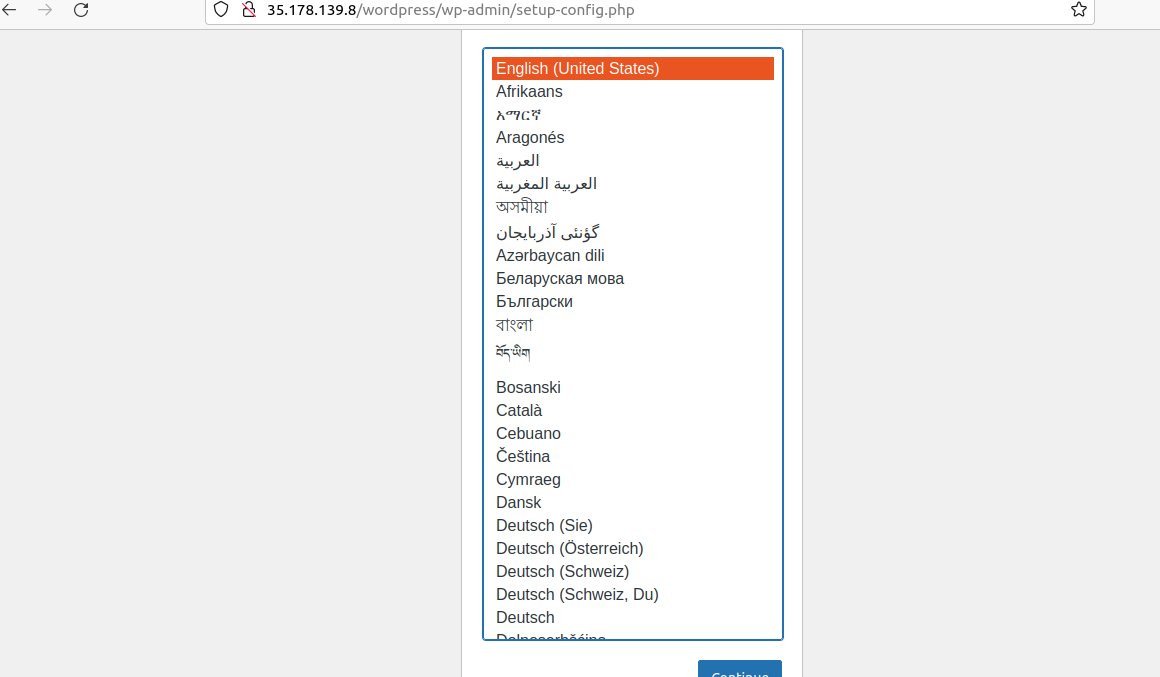 35.178.139.8/wordpress/wp-admin/setup-config.php
English (United States)
Afrikaans
አማርኛ
Aragonés
العربية
العربية المغربية
অসমীয়া
گؤنئی آذربایجان
Azərbaycan dili
Беларуская мова
Български
বাংলা
བོད་ཡིག
Bosanski
Català
Cebuano
Čeština
Cymraeg
Dansk
Deutsch (Sie)
Deutsch (Österreich)
Deutsch (Schweiz)
Deutsch (Schweiz, Du)
Deutsch
Dolnoserbšćina
Continue